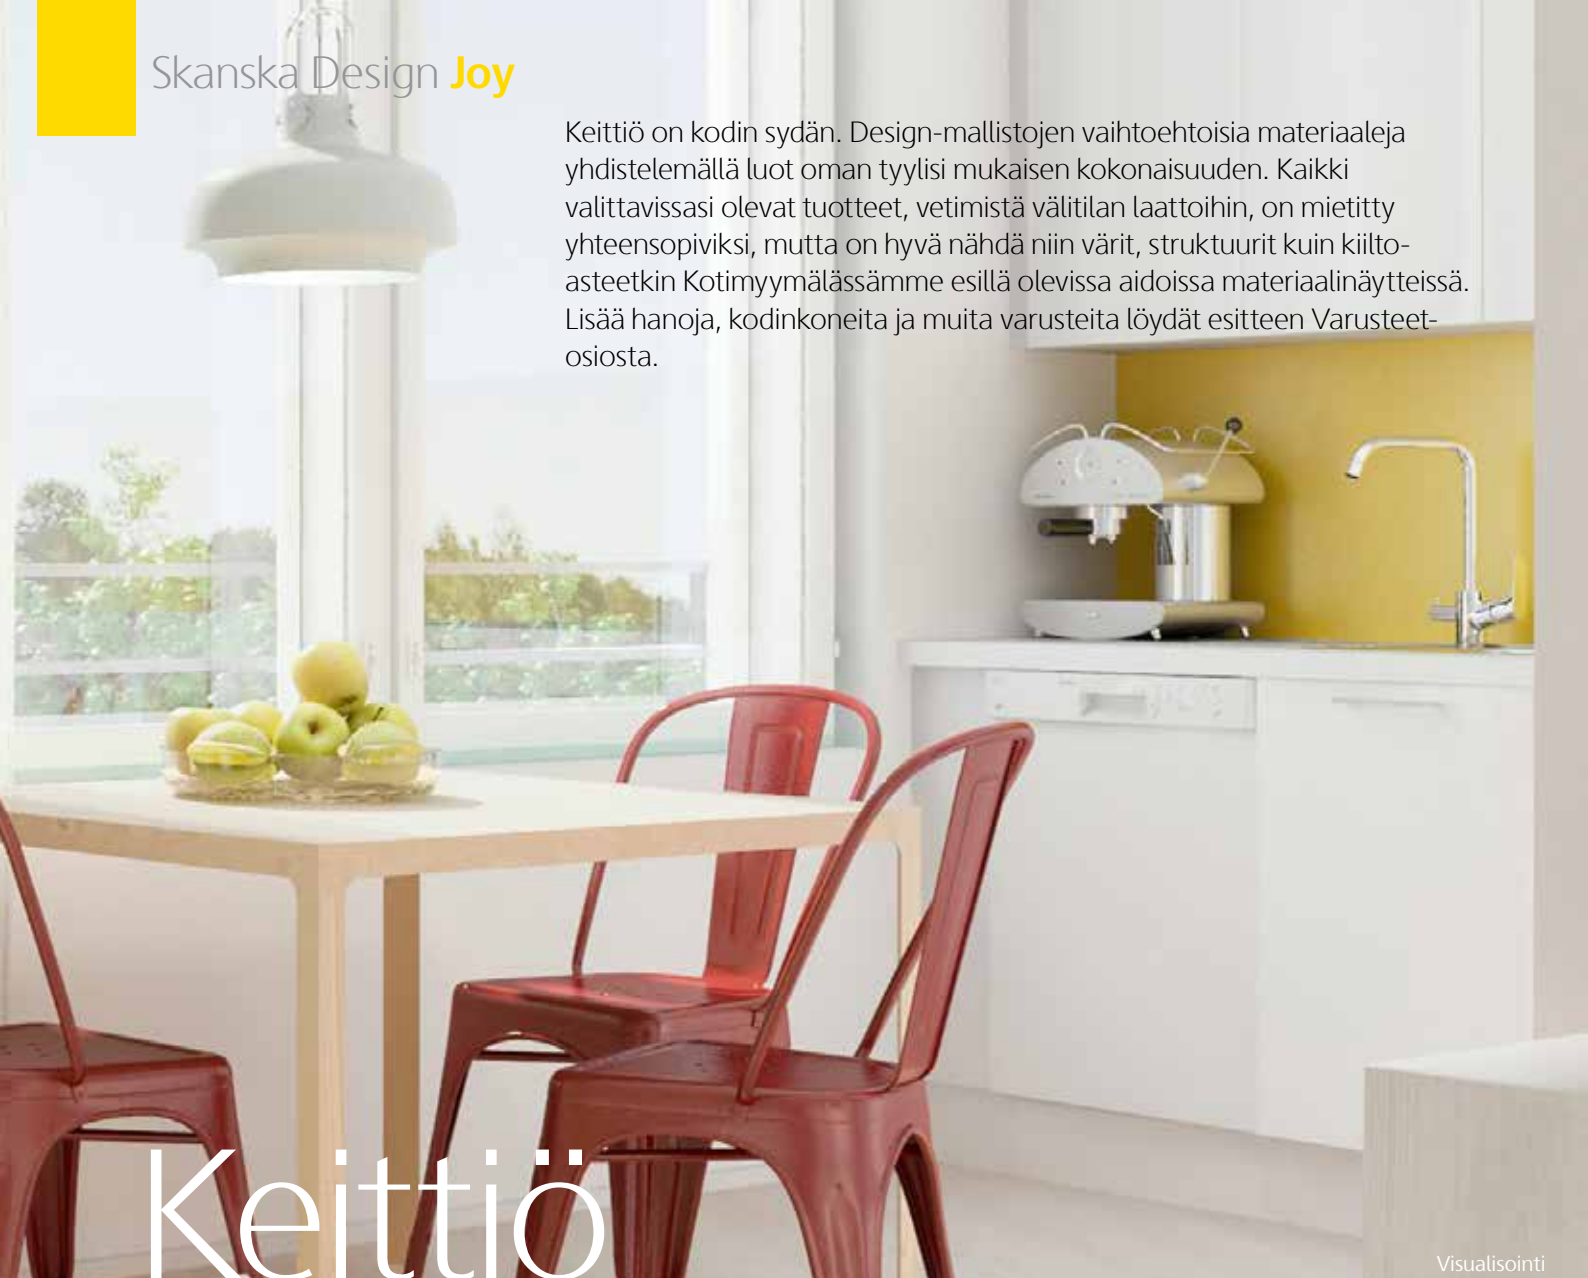 Skanska Design Joy
Keittiö on kodin sydän. Design-mallistojen vaihtoehtoisia materiaaleja
yhdistelemällä luot oman tyylisi mukaisen kokonaisuuden. Kaikki
valittavissasi olevat tuotteet, vetimistä välitilan laattoihin, on mietitty
yhteensopiviksi, mutta on hyvä nähdä niin värit, struktuurit kuin kiilto-
asteetkin Kotimyymälässämme esillä olevissa aidoissa materiaalinäytteissä.
Lisää hanoja, kodinkoneita ja muita varusteita löydät esitteen Varusteet-
osiosta.
Keittiö
Visualisointi